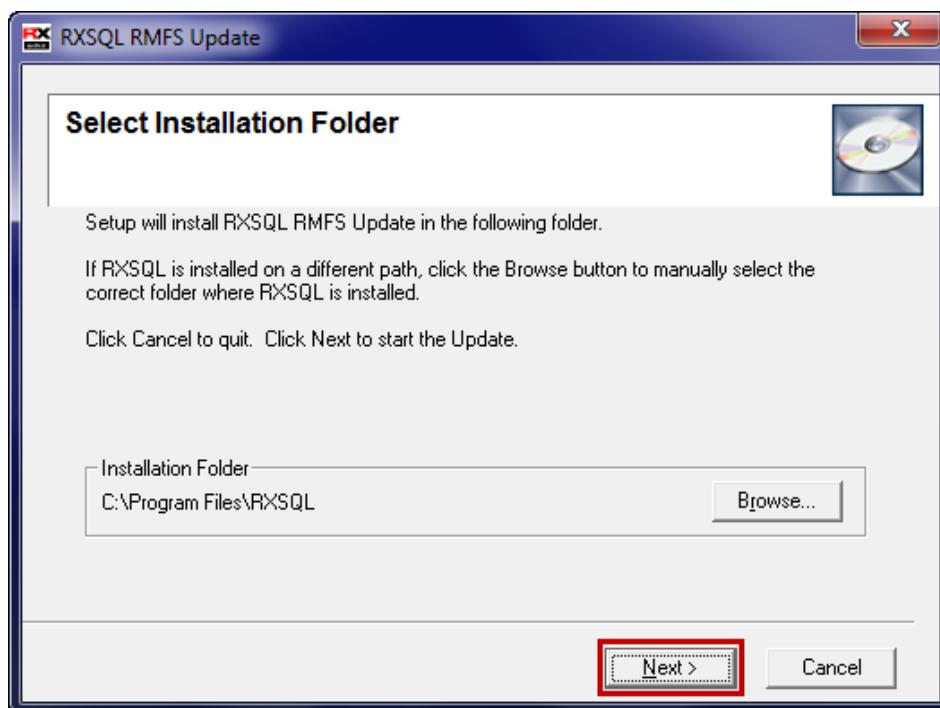 RX
RXSQL RMFS Update
Select Installation Folder
Setup will install RXSQL RMFS Update in the following folder.
If RXSQL is installed on a different path, click the Browse button to manually select the
correct folder where RXSQL is installed.
Click Cancel to quit.  Click Next to start the Update.
Installation Folder
C:\Program Files\RXSQL
Browse...
Next >
Cancel